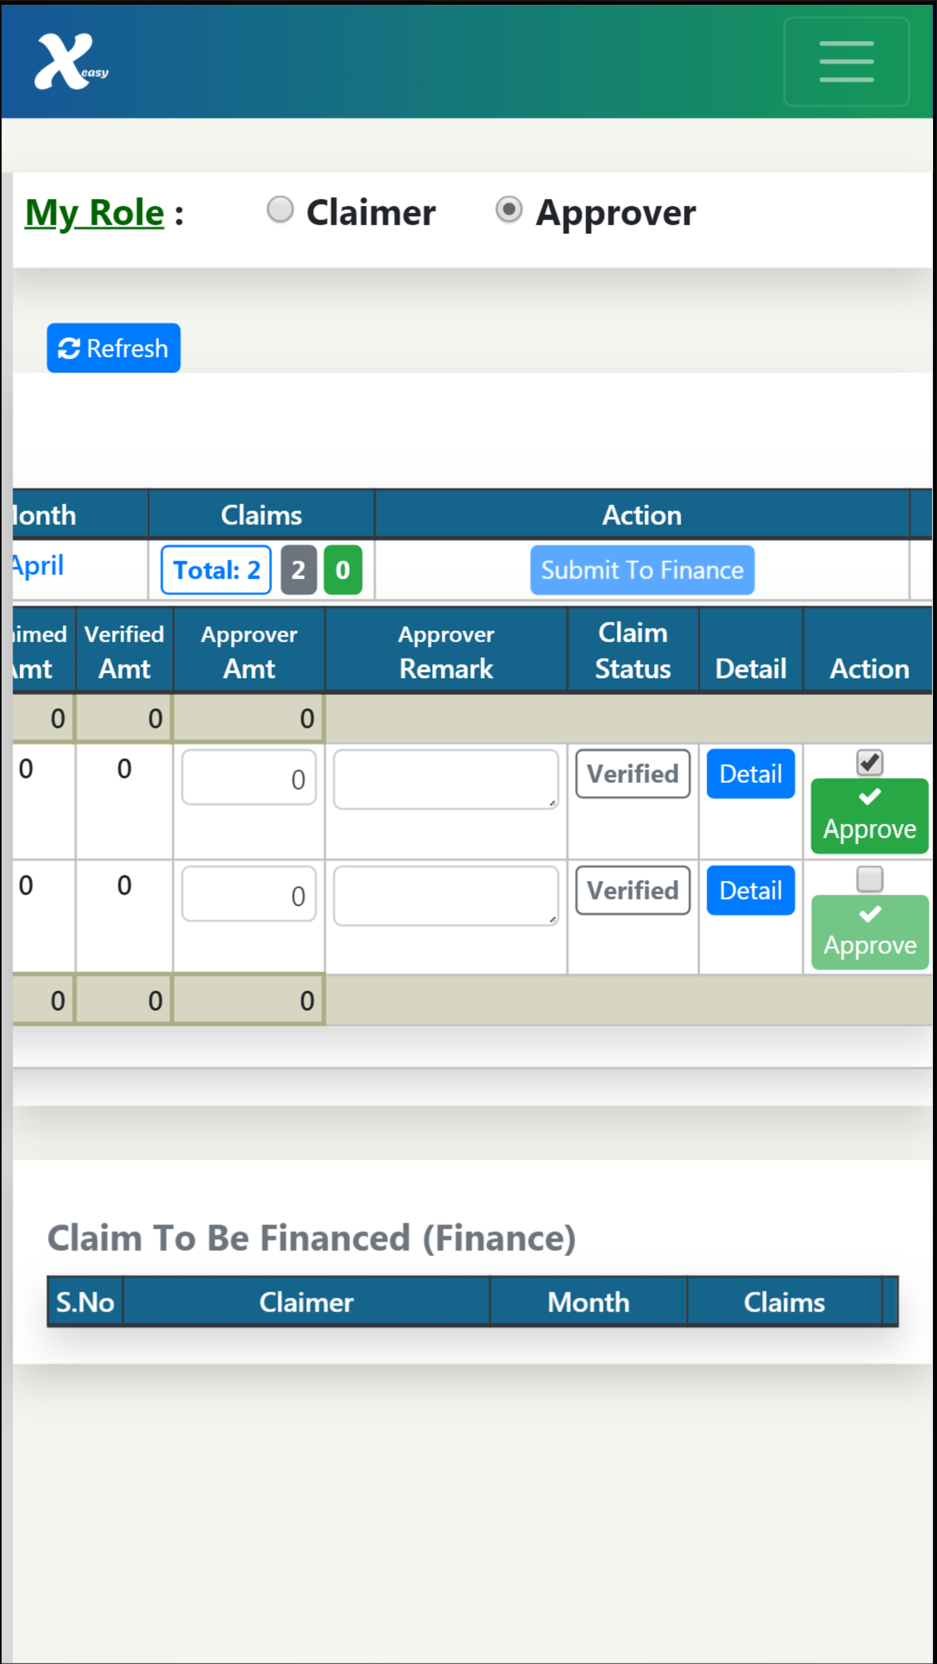 X easy
My Role :
Claimer
Approver
Refresh
onth Claims Action
April Total: 2 2 0 Submit To Finance
imed Amt Verified Amt Approver Amt Approver Remark Claim Status Detail Action
0 0 0
0 0 0 Verified Detail Approve
0 0 0 Verified Detail Approve
0 0 0
Claim To Be Financed (Finance)
S.No Claimer Month Claims